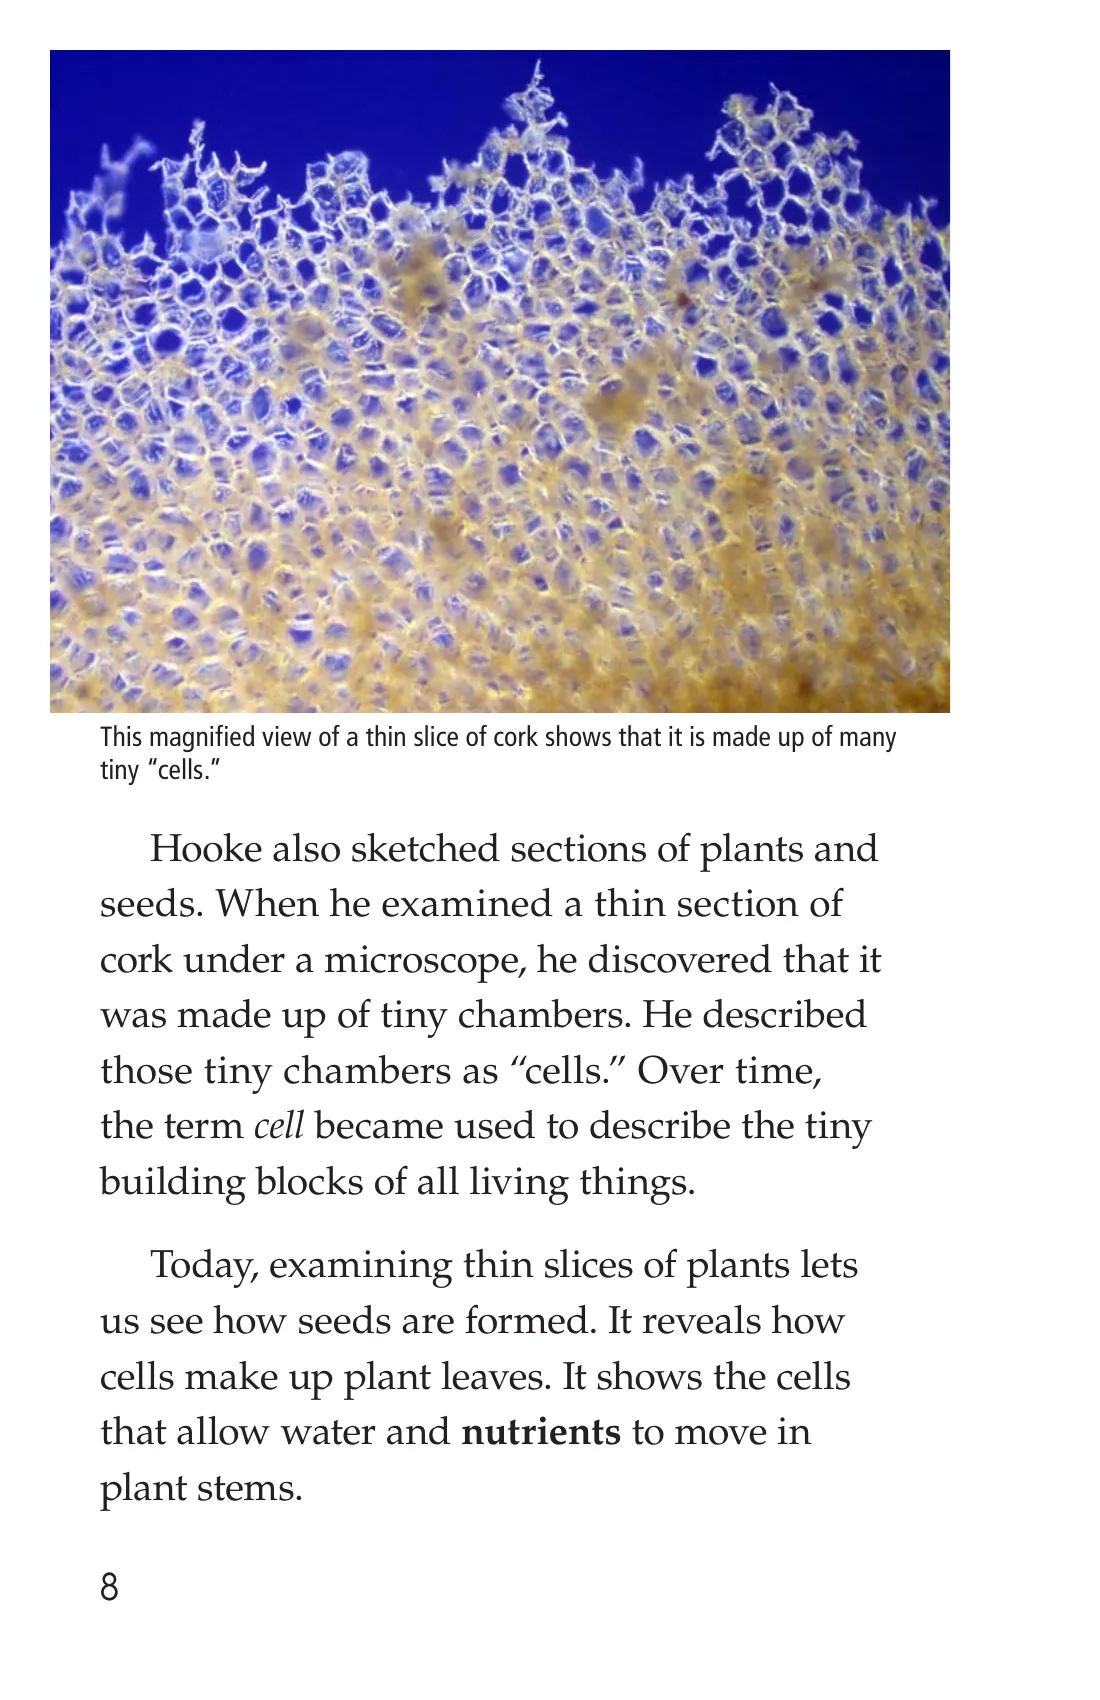 This magnified view of a thin slice of cork shows that it is made up of many
tiny “cells.”
Hooke also sketched sections of plants and
seeds. When he examined a thin section of
cork under a microscope, he discovered that it
was made up of tiny chambers. He described
those tiny chambers as “cells.” Over time,
the term cell became used to describe the tiny
building blocks of all living things.
Today, examining thin slices of plants lets
us see how seeds are formed. It reveals how
cells make up plant leaves. It shows the cells
that allow water and nutrients to move in
plant stems.
8